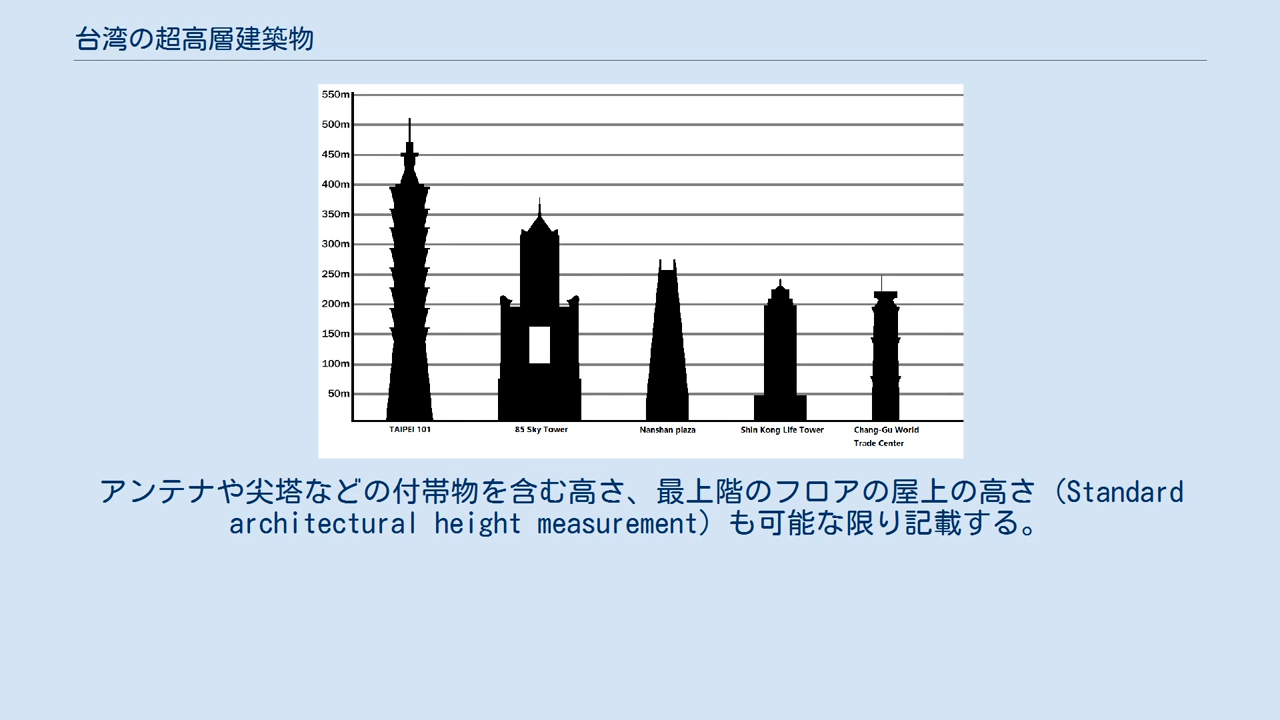 台湾の超高層建築物
550m
500m
450m
400m
350m
300m
250m
200m
150m
100m
50m
TAIPEI 101
85 Sky Tower
Nanshan plaza
Shin Kong Life Tower
Chang-Gu World
Trade Center
アンテナや尖塔などの付帯物を含む高さ、最上階のフロアの屋上の高さ（Standard
architectural height measurement）も可能な限り記載する。